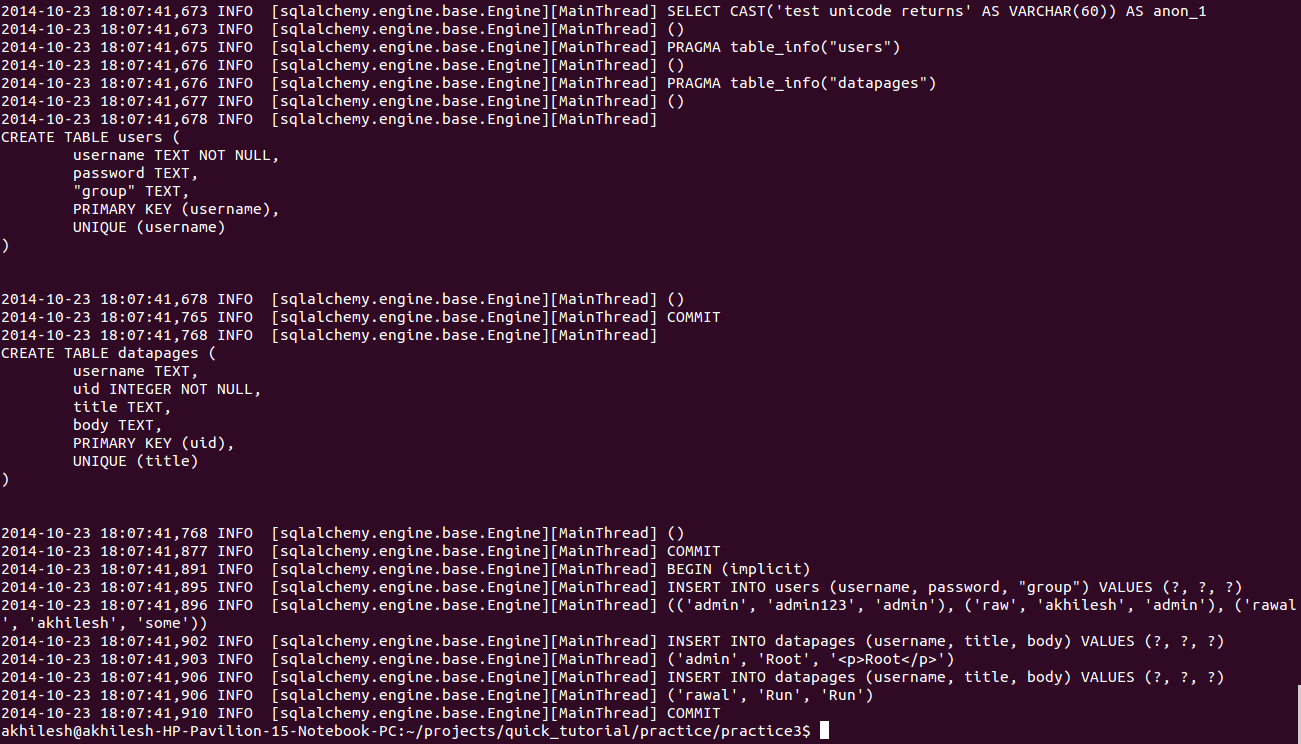 2014-10-23 18:07:41,673 INFO  [sqlalchemy.engine.base.Engine][MainThread] SELECT CAST('test unicode returns' AS VARCHAR(60)) AS anon_1
2014-10-23 18:07:41,673 INFO  [sqlalchemy.engine.base.Engine][MainThread] ()
2014-10-23 18:07:41,675 INFO  [sqlalchemy.engine.base.Engine][MainThread] PRAGMA table_info("users")
2014-10-23 18:07:41,676 INFO  [sqlalchemy.engine.base.Engine][MainThread] ()
2014-10-23 18:07:41,676 INFO  [sqlalchemy.engine.base.Engine][MainThread] PRAGMA table_info("datapages")
2014-10-23 18:07:41,677 INFO  [sqlalchemy.engine.base.Engine][MainThread] ()
2014-10-23 18:07:41,678 INFO  [sqlalchemy.engine.base.Engine][MainThread]
CREATE TABLE users (
        username TEXT NOT NULL,
        password TEXT,
        "group" TEXT,
        PRIMARY KEY (username),
        UNIQUE (username)
)
2014-10-23 18:07:41,678 INFO  [sqlalchemy.engine.base.Engine][MainThread] ()
2014-10-23 18:07:41,765 INFO  [sqlalchemy.engine.base.Engine][MainThread] COMMIT
2014-10-23 18:07:41,768 INFO  [sqlalchemy.engine.base.Engine][MainThread]
CREATE TABLE datapages (
        username TEXT,
        uid INTEGER NOT NULL,
        title TEXT,
        body TEXT,
        PRIMARY KEY (uid),
        UNIQUE (title)
)
2014-10-23 18:07:41,768 INFO  [sqlalchemy.engine.base.Engine][MainThread] ()
2014-10-23 18:07:41,877 INFO  [sqlalchemy.engine.base.Engine][MainThread] COMMIT
2014-10-23 18:07:41,891 INFO  [sqlalchemy.engine.base.Engine][MainThread] BEGIN (implicit)
2014-10-23 18:07:41,895 INFO  [sqlalchemy.engine.base.Engine][MainThread] INSERT INTO users (username, password, "group") VALUES (?, ?, ?)
2014-10-23 18:07:41,896 INFO  [sqlalchemy.engine.base.Engine][MainThread] (('admin', 'admin123', 'admin'), ('raw', 'akhilesh', 'admin'), ('rawal
', 'akhilesh', 'some'))
2014-10-23 18:07:41,902 INFO  [sqlalchemy.engine.base.Engine][MainThread] INSERT INTO datapages (username, title, body) VALUES (?, ?, ?)
2014-10-23 18:07:41,903 INFO  [sqlalchemy.engine.base.Engine][MainThread] ('admin', 'Root', '<p>Root</p>')
2014-10-23 18:07:41,906 INFO  [sqlalchemy.engine.base.Engine][MainThread] INSERT INTO datapages (username, title, body) VALUES (?, ?, ?)
2014-10-23 18:07:41,906 INFO  [sqlalchemy.engine.base.Engine][MainThread] ('rawal', 'Run', 'Run')
2014-10-23 18:07:41,910 INFO  [sqlalchemy.engine.base.Engine][MainThread] COMMIT
akhilesh@akhilesh-HP-Pavilion-15-Notebook-PC:~/projects/quick_tutorial/practice/practice3$